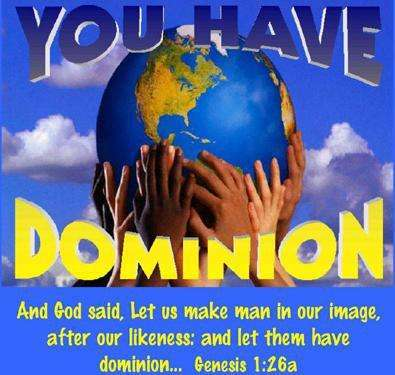 YOU HAVE
DOMINION
And God said, Let us make man in our image,
after our likeness: and let them have
dominion... Genesis 1:26a